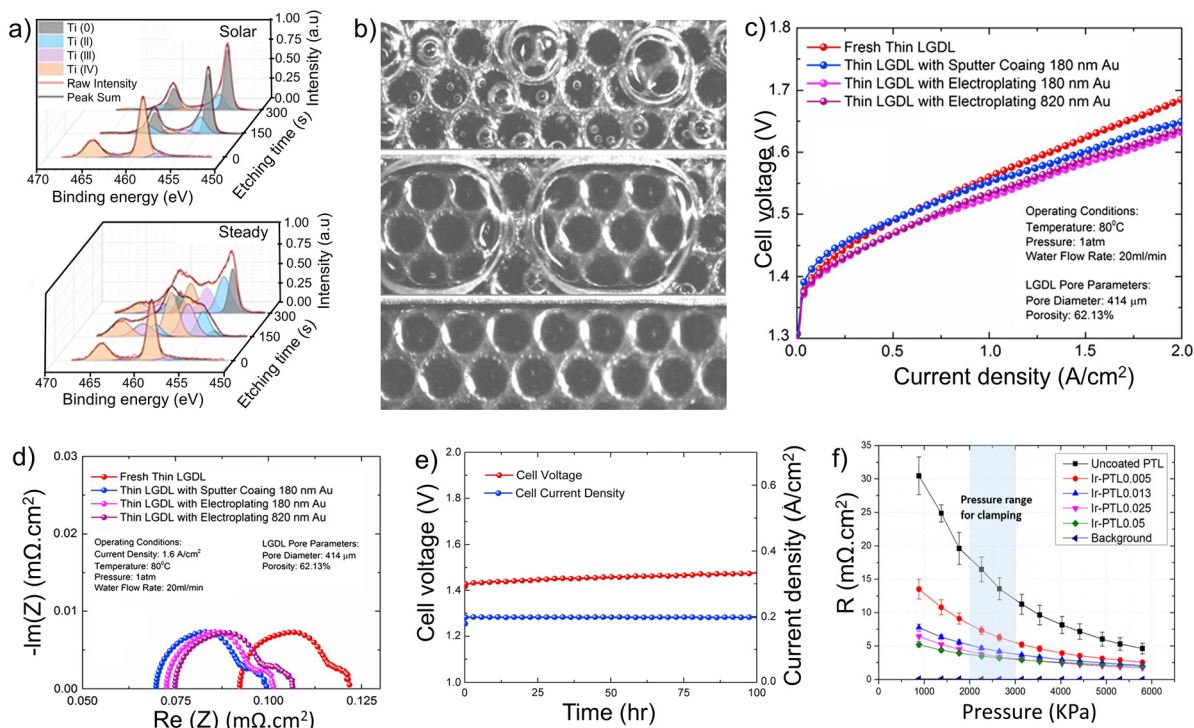 a)
Ti (0)
Ti (II)
Ti (III)
Ti (IV)
Raw Intensity
Peak Sum
Solar
1.00
0.75
0.50
0.25
0.00
Intensity (a.u)
300
150
0
Etching time (s)
470 465 460 455 450
Binding energy (eV)
Steady
1.00
0.75
0.50
0.25
0.00
Intensity (a.u)
300
150
0
Etching time (s)
470 465 460 455 450
Binding energy (eV)
b)
c)
Fresh Thin LGDL
Thin LGDL with Sputter Coaing 180 nm Au
Thin LGDL with Electroplating 180 nm Au
Thin LGDL with Electroplating 820 nm Au
1.8
1.7
1.6
1.5
1.4
1.3
Cell voltage (V)
Operating Conditions:
Temperature: 80⁰C
Pressure: 1atm
Water Flow Rate: 20ml/min
LGDL Pore Parameters:
Pore Diameter: 414 μm
Porosity: 62.13%
0.0 0.5 1.0 1.5 2.0
Current density (A/cm²)
d)
0.03
0.02
0.01
0.00
-Im(Z) (mΩ.cm²)
Fresh Thin LGDL
Thin LGDL with Sputter Coaing 180 nm Au
Thin LGDL with Electroplating 180 nm Au
Thin LGDL with Electroplating 820 nm Au
Operating Conditions:
Current Density: 1.6 A/cm²
Temperature: 80⁰C
Pressure: 1atm
Water Flow Rate: 20ml/min
LGDL Pore Parameters:
Pore Diameter: 414 μm
Porosity: 62.13%
0.050 0.075 0.100 0.125
Re (Z) (mΩ.cm²)
e)
2.0
1.8
1.6
1.4
1.2
1.0
Cell voltage (V)
Cell Voltage
Cell Current Density
0.6
0.4
0.3
0.2
0.1
0.0
Current density (A/cm²)
0 25 50 75 100
Time (hr)
f)
35
30
25
20
15
10
5
0
R (mΩ.cm²)
Pressure range
for clamping
Uncoated PTL
Ir-PTL0.005
Ir-PTL0.013
Ir-PTL0.025
Ir-PTL0.05
Background
0 1000 2000 3000 4000 5000 6000
Pressure (KPa)